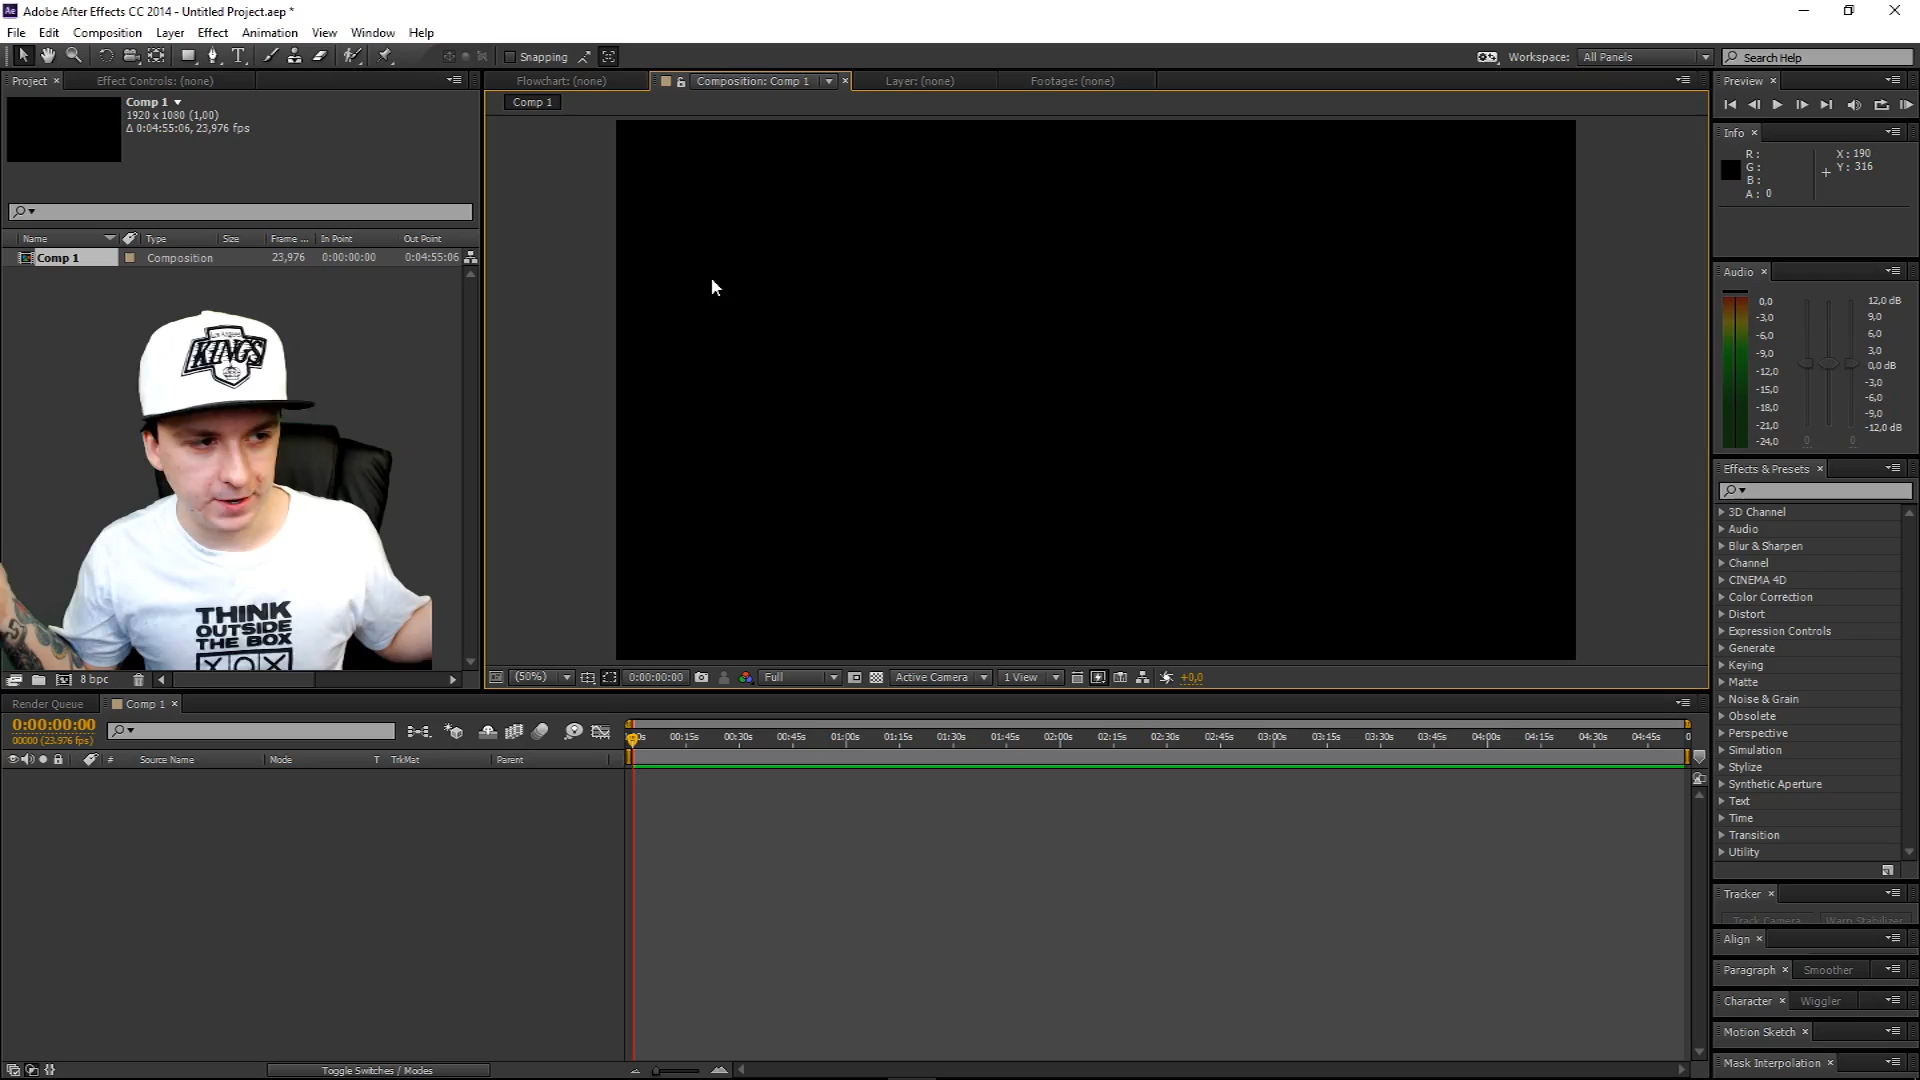 Adobe After Effects CC 2014 - Untitled Project.aep *
File Edit Composition Layer Effect Animation View Window Help
Snapping
Workspace: All Panels
Search Help
Project
Effect Controls: (none)
Comp 1
1920 x 1080 (1,00)
Δ 0:04:55:06, 23,976 fps
Name Type Size Frame ... In Point Out Point
Comp 1 Composition 23,976 0:00:00:00 0:04:55:06
KINGS
THINK
OUTSIDE
THE BOX
XOX
8 bpc
Flowchart: (none)
Composition: Comp 1
Layer: (none)
Footage: (none)
Comp 1
(50%) 0:00:00:00 Full Active Camera 1 View +0,0
Preview
Info
R:
G:
B:
A: 0
X: 190
Y: 316
Audio
0,0 12,0 dB
-3,0 9,0
-6,0 6,0
-9,0 3,0
-12,0 0,0 dB
-15,0 -3,0
-18,0 -6,0
-21,0 -9,0
-24,0 -12,0 dB
0 0
Effects & Presets
3D Channel
Audio
Blur & Sharpen
Channel
CINEMA 4D
Color Correction
Distort
Expression Controls
Generate
Keying
Matte
Noise & Grain
Obsolete
Perspective
Simulation
Stylize
Synthetic Aperture
Text
Time
Transition
Utility
Tracker
Track Camera Warp Stabilizer
Align
Paragraph Smoother
Character Wiggler
Motion Sketch
Mask Interpolation
Render Queue
Comp 1
0:00:00:00
00000 (23.976 fps)
# Source Name Mode T TrkMat Parent
00:15s 00:30s 00:45s 01:00s 01:15s 01:30s 01:45s 02:00s 02:15s 02:30s 02:45s 03:00s 03:15s 03:30s 03:45s 04:00s 04:15s 04:30s 04:45s
Toggle Switches / Modes